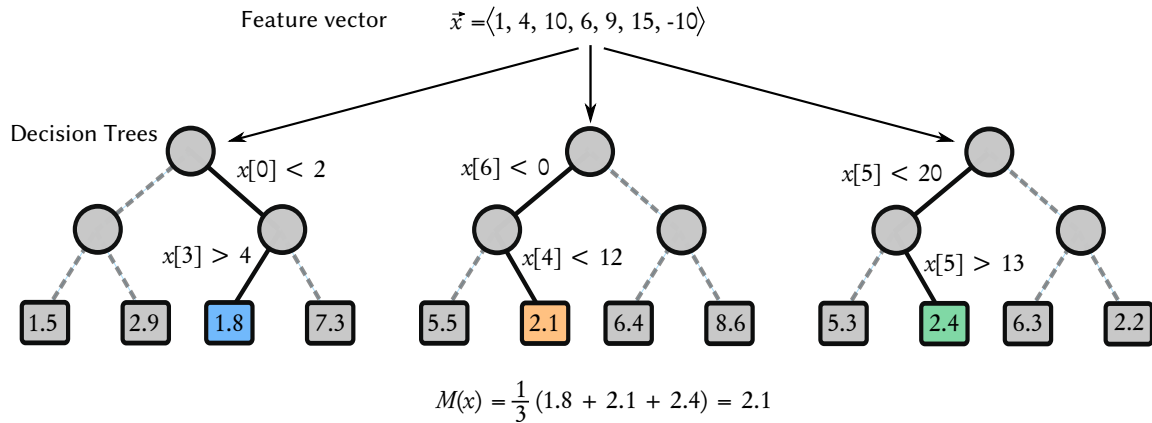 Feature vector x⃗ =⟨1, 4, 10, 6, 9, 15, -10⟩
Decision Trees
x[0] < 2
x[6] < 0
x[5] < 20
x[3] > 4
x[4] < 12
x[5] > 13
1.5 2.9 1.8 7.3 5.5 2.1 6.4 8.6 5.3 2.4 6.3 2.2
M(x) = 1/3 (1.8 + 2.1 + 2.4) = 2.1